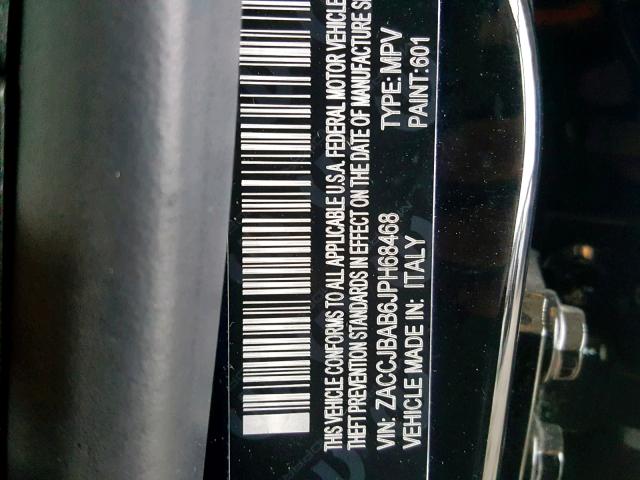 THIS VEHICLE CONFORMS TO ALL APPLICABLE U.S.A. FEDERAL MOTOR VEHICLE
THEFT PREVENTION STANDARDS IN EFFECT ON THE DATE OF MANUFACTURE
VIN: ZACCJBAB6JPH68468 TYPE: MPV
VEHICLE MADE IN: ITALY PAINT:601